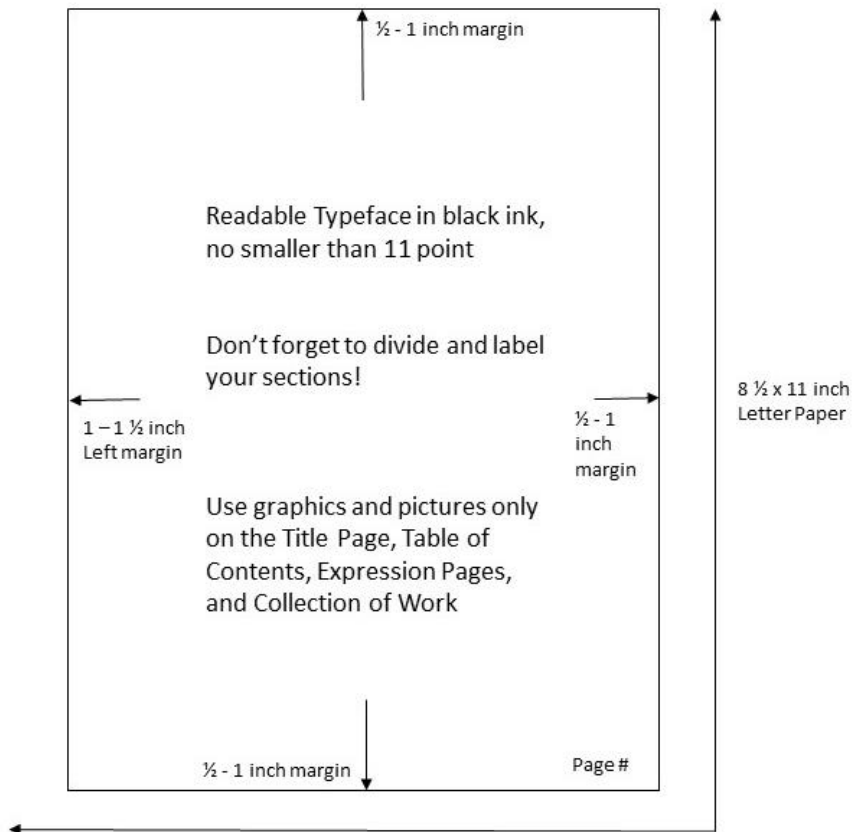 ½ - 1 inch margin
Readable Typeface in black ink,
no smaller than 11 point
Don’t forget to divide and label
your sections!
1 – 1 ½ inch
Left margin
½ - 1
inch
margin
8 ½ x 11 inch
Letter Paper
Use graphics and pictures only
on the Title Page, Table of
Contents, Expression Pages,
and Collection of Work
½ - 1 inch margin
Page #